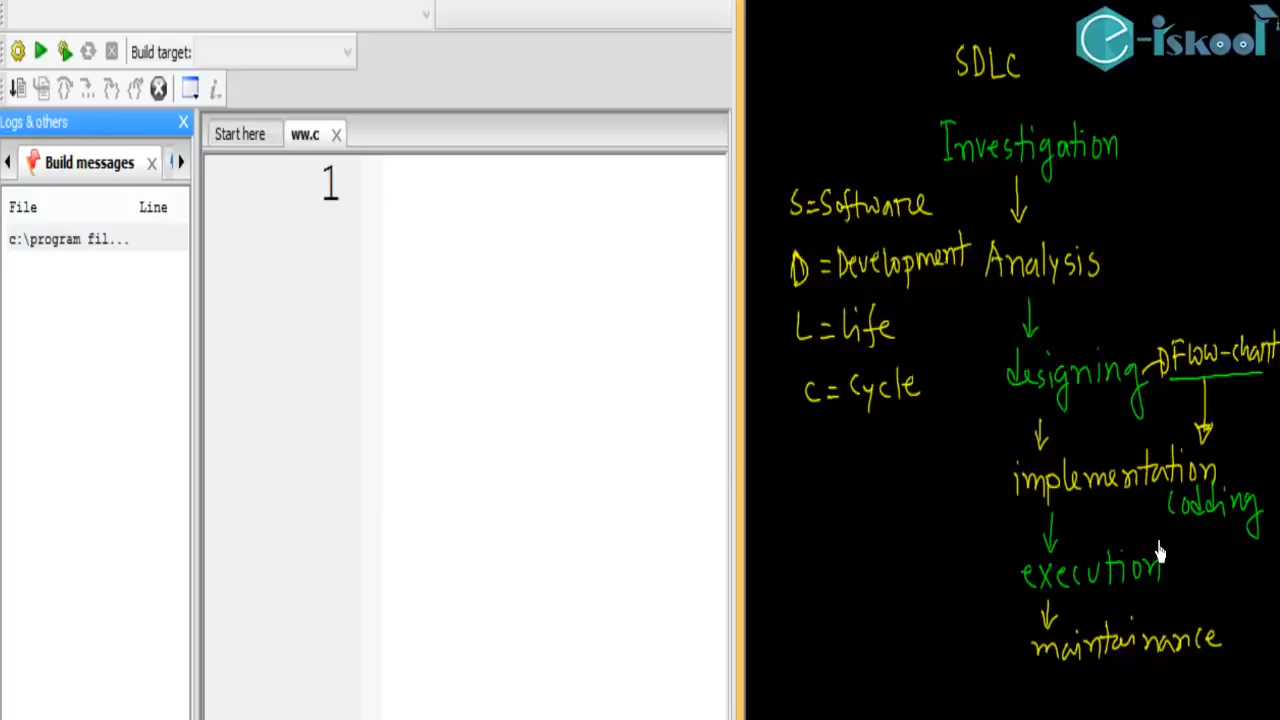 Build target:
Logs & others
Start here
ww.c
Build messages
File Line
c:\program fil...
1
e-iskool
SDLC
Investigation
S=Software
D=Development
L=Life
C=Cycle
Analysis
designing
Flow-chart
implementation
Codding
execution
maintainance